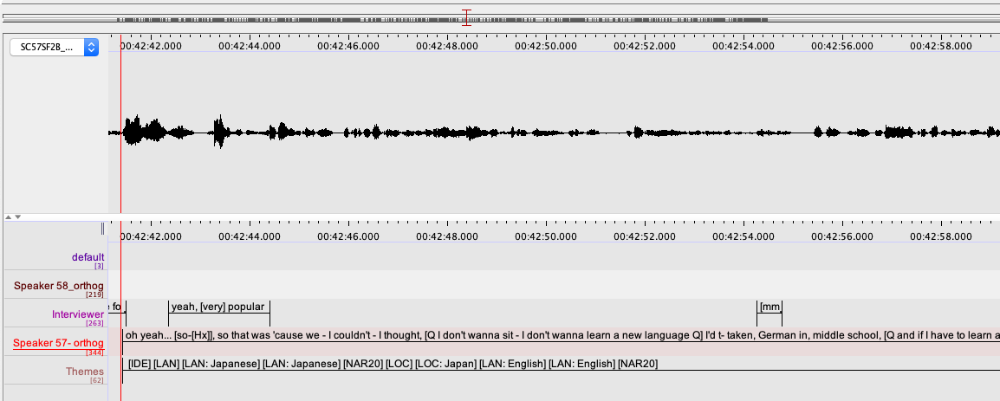 SC57SF2B_...
00:42:42.000 00:42:44.000 00:42:46.000 00:42:48.000 00:42:50.000 00:42:52.000 00:42:54.000 00:42:56.000 00:42:58.000
00:42:42.000 00:42:44.000 00:42:46.000 00:42:48.000 00:42:50.000 00:42:52.000 00:42:54.000 00:42:56.000 00:42:58.000
default
[3]
Speaker 58_orthog
[219]
Interviewer fo yeah, [very] popular [mm
[263]
Speaker 57- orthog oh yeah... [so-[Hx]], so that was 'cause we - I couldn't - I thought, [Q I don't wanna sit - I don't wanna learn a new language Q] I'd t- taken, German in, middle school, [Q and if I have to learn a
[344]
Themes [IDE] [LAN] [LAN: Japanese] [LAN: Japanese] [NAR20] [LOC] [LOC: Japan] [LAN: English] [LAN: English] [NAR20]
[62]